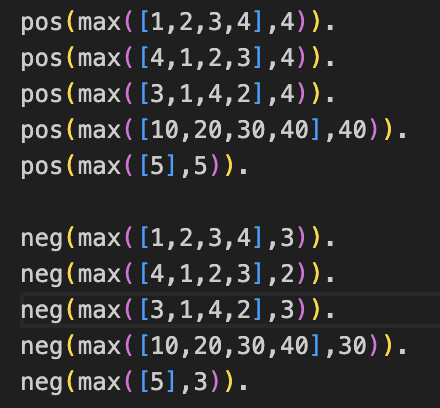 pos(max([1,2,3,4],4)).
pos(max([4,1,2,3],4)).
pos(max([3,1,4,2],4)).
pos(max([10,20,30,40],40)).
pos(max([5],5)).
neg(max([1,2,3,4],3)).
neg(max([4,1,2,3],2)).
neg(max([3,1,4,2],3)).
neg(max([10,20,30,40],30)).
neg(max([5],3)).